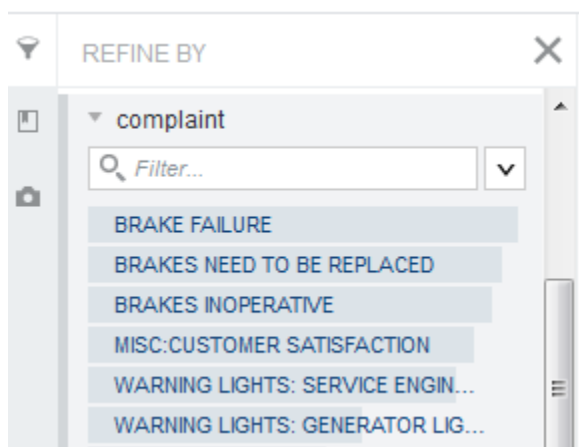 REFINE BY
complaint
Filter...
BRAKE FAILURE
BRAKES NEED TO BE REPLACED
BRAKES INOPERATIVE
MISC:CUSTOMER SATISFACTION
WARNING LIGHTS: SERVICE ENGIN...
WARNING LIGHTS: GENERATOR LIG...